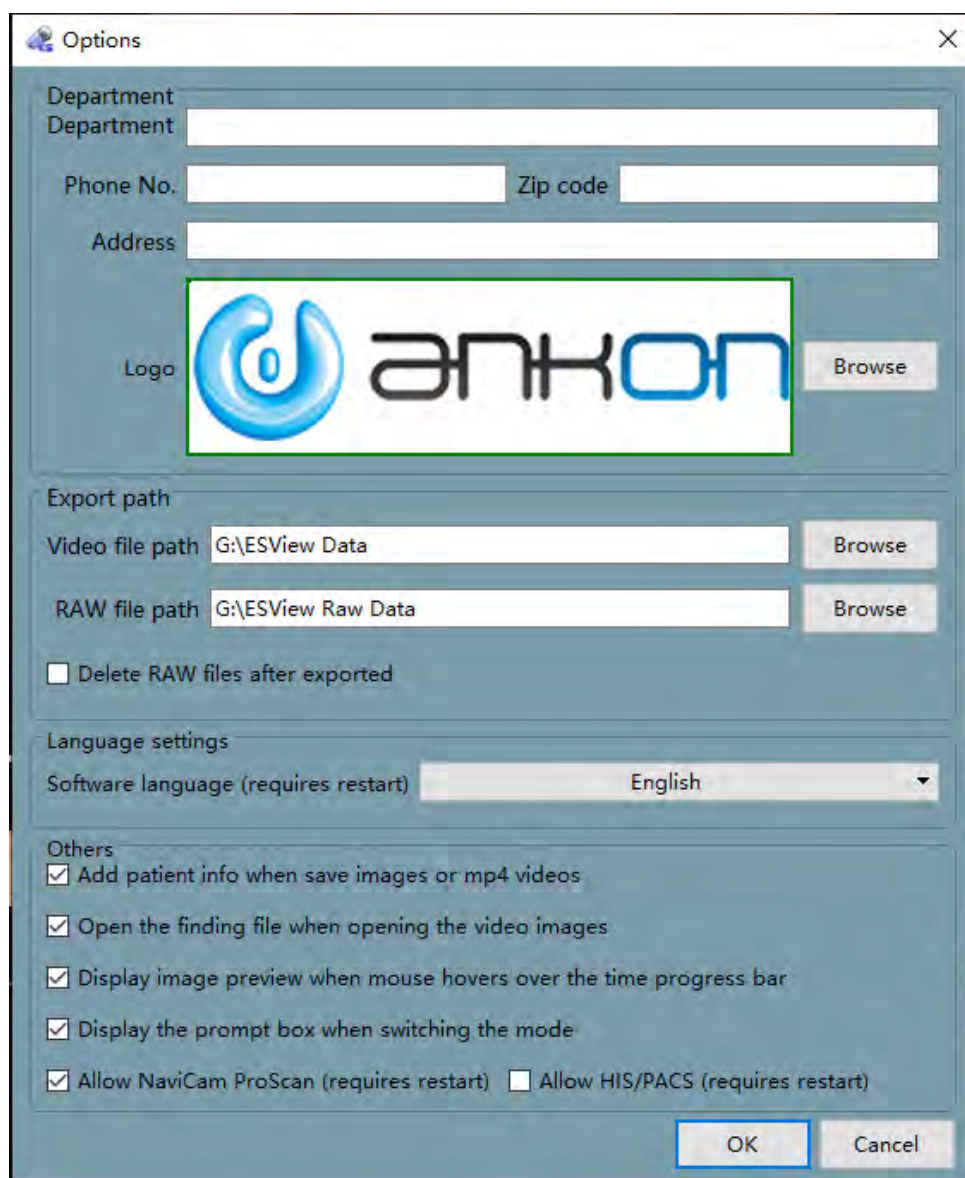 Options
Department
Department
Phone No. Zip code
Address
Logo ankon Browse
Export path
Video file path G:\ESView Data Browse
RAW file path G:\ESView Raw Data Browse
Delete RAW files after exported
Language settings
Software language (requires restart) English
Others
Add patient info when save images or mp4 videos
Open the finding file when opening the video images
Display image preview when mouse hovers over the time progress bar
Display the prompt box when switching the mode
Allow NaviCam ProScan (requires restart) Allow HIS/PACS (requires restart)
OK Cancel